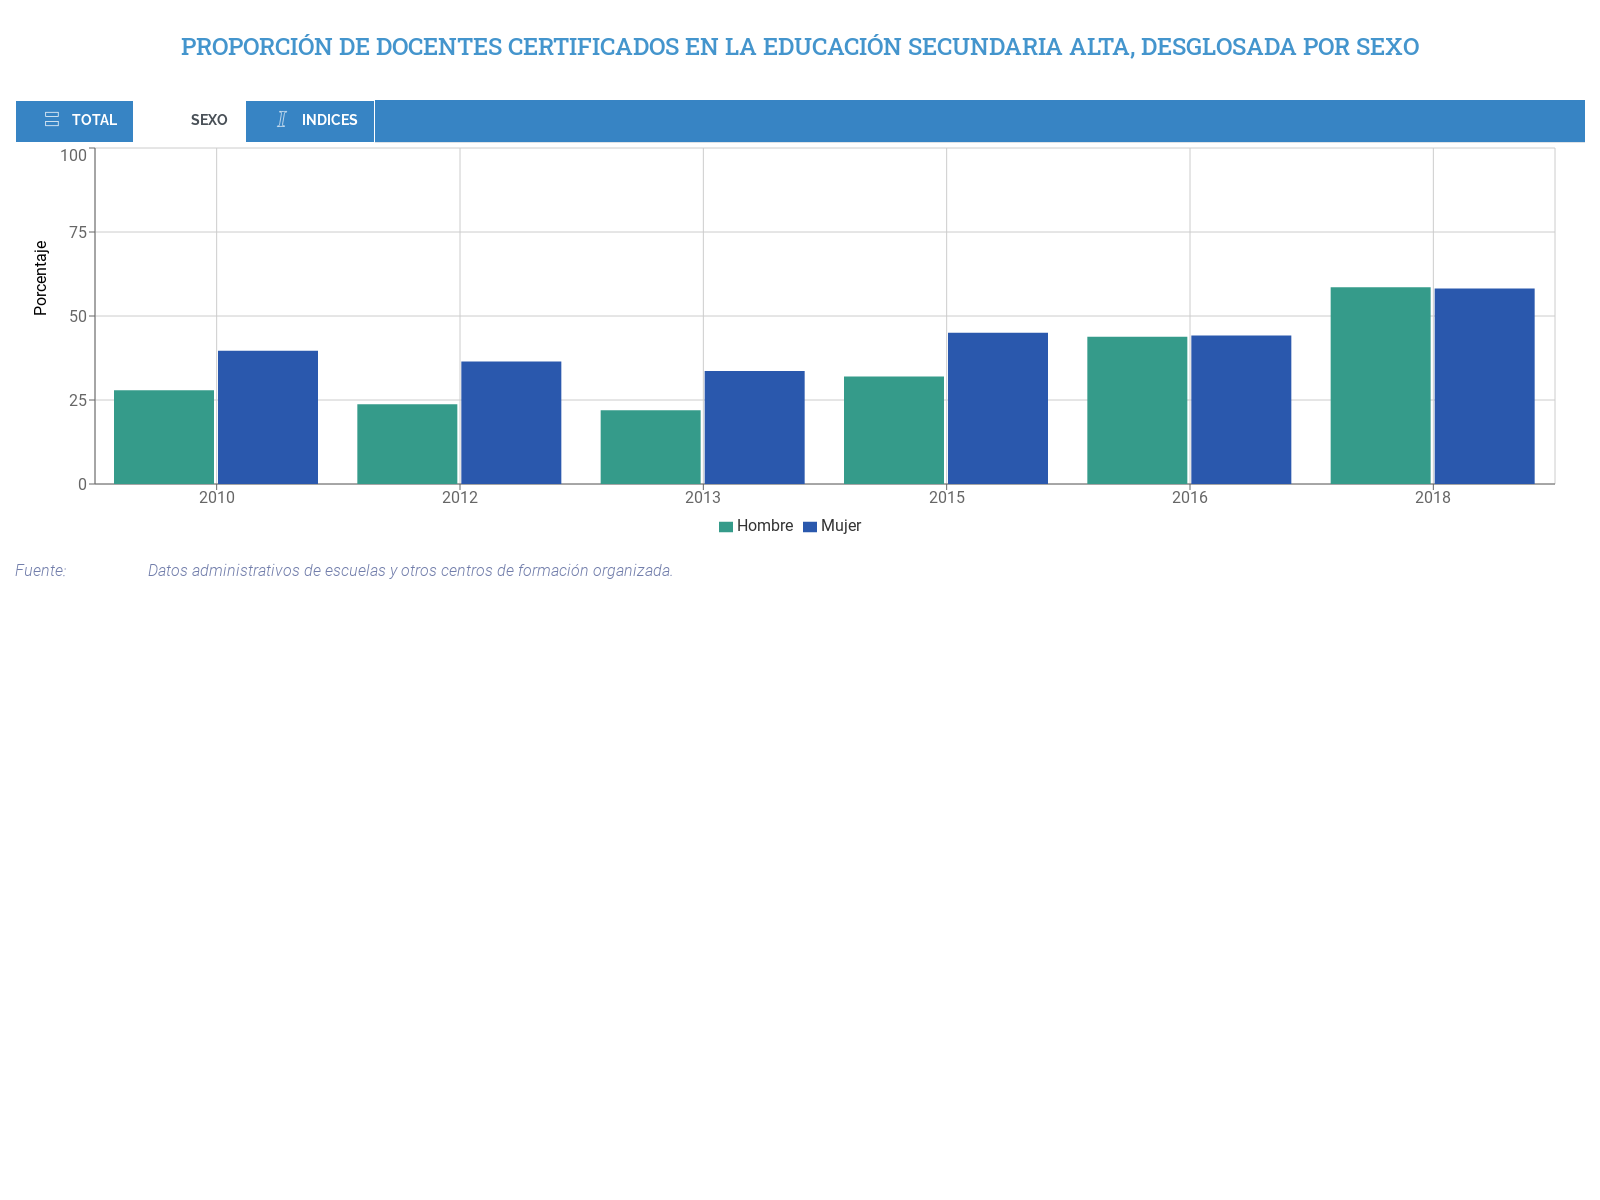 PROPORCIÓN DE DOCENTES CERTIFICADOS EN LA EDUCACIÓN SECUNDARIA ALTA, DESGLOSADA POR SEXO
TOTAL SEXO INDICES
100
75
50
25
0
Porcentaje
2010 2012 2013 2015 2016 2018
Hombre Mujer
Fuente: Datos administrativos de escuelas y otros centros de formación organizada.